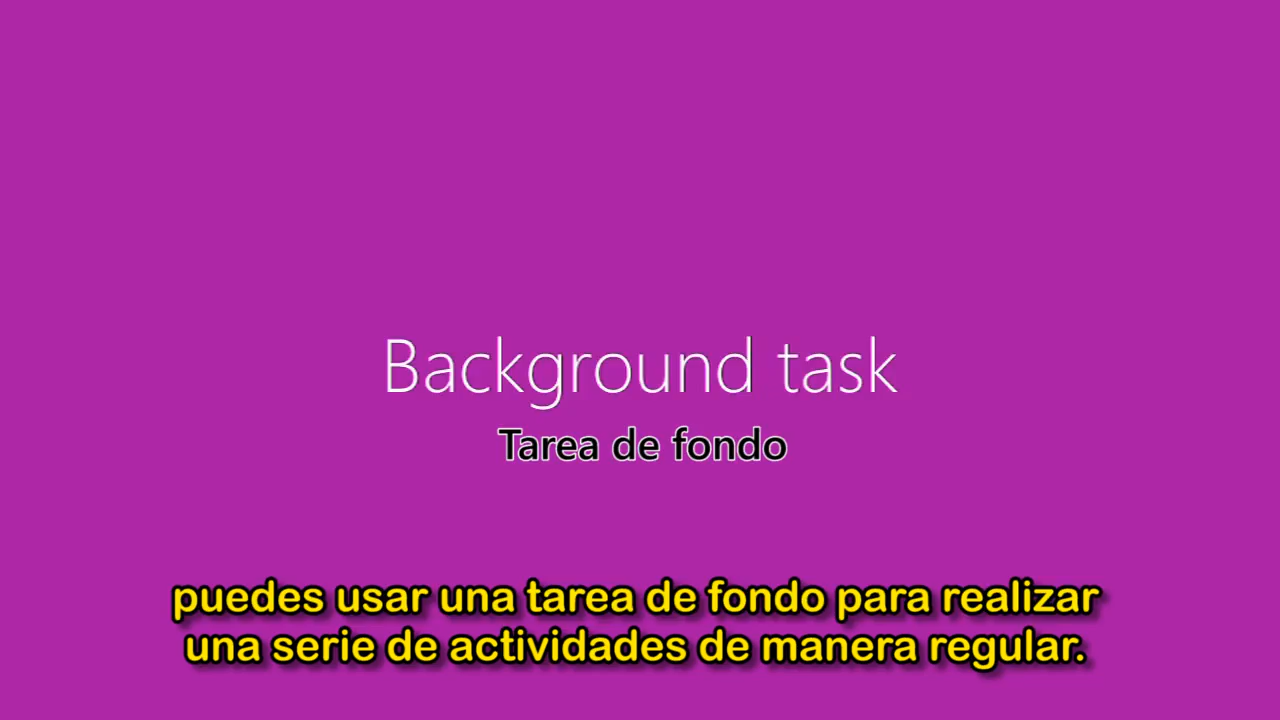 Background task
Tarea de fondo
puedes usar una tarea de fondo para realizar
una serie de actividades de manera regular.